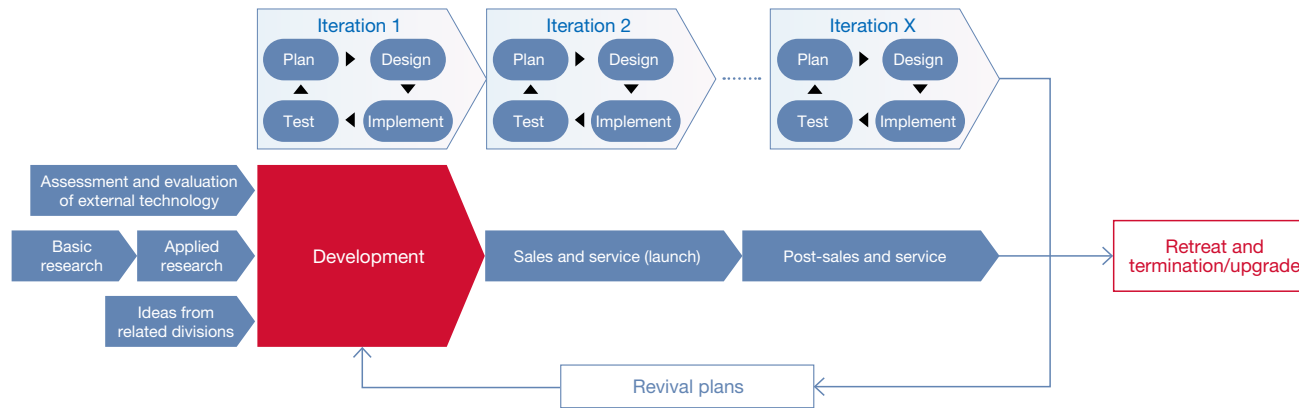 Iteration 1
Plan
Design
Test
Implement
Iteration 2
Plan
Design
Test
Implement
Iteration X
Plan
Design
Test
Implement
Assessment and evaluation
of external technology
Basic
research
Applied
research
Ideas from
related divisions
Development
Sales and service (launch)
Post-sales and service
Retreat and
termination/upgrade
Revival plans